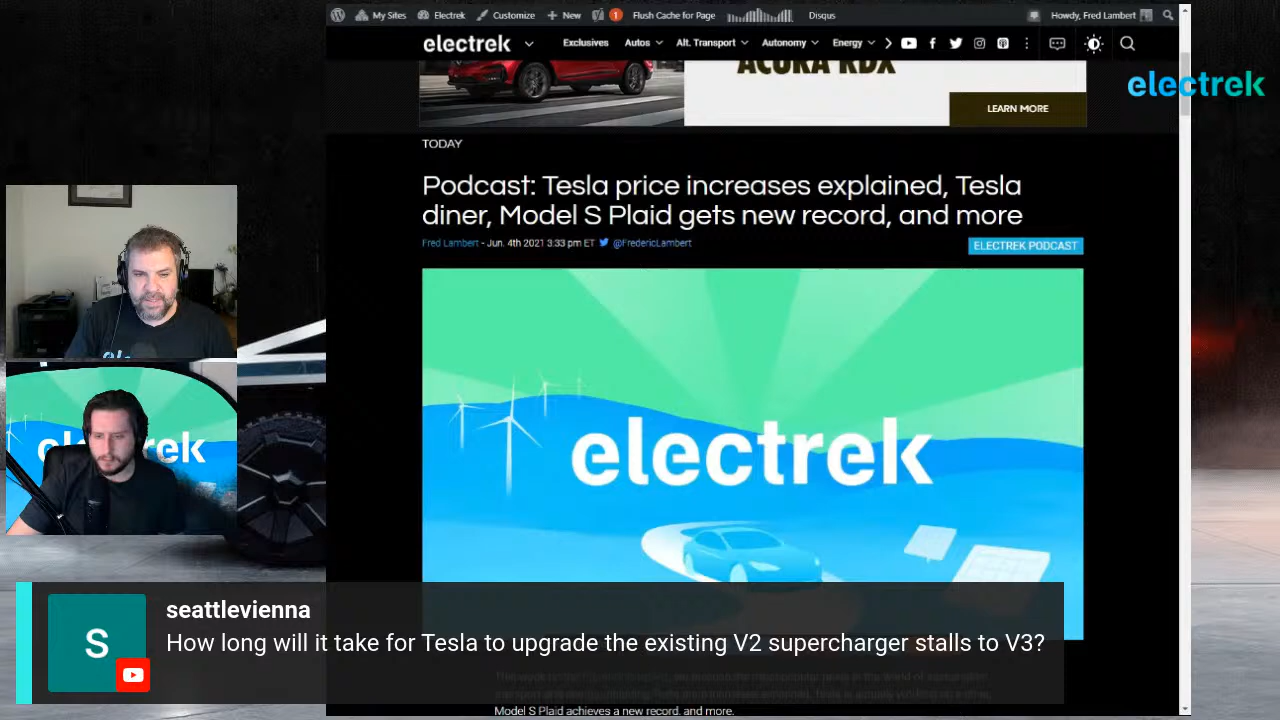 My Sites Electrek Customize New 1 Flush Cache for Page Disqus Howdy, Fred Lambert
electrek Exclusives Autos Alt. Transport Autonomy Energy
ACURA RDX
LEARN MORE
electrek
TODAY
Podcast: Tesla price increases explained, Tesla
diner, Model S Plaid gets new record, and more
Fred Lambert - Jun. 4th 2021 3:33 pm ET @FredericLambert
ELECTREK PODCAST
electrek
seattlevienna
S
How long will it take for Tesla to upgrade the existing V2 supercharger stalls to V3?
Model S Plaid achieves a new record, and more.